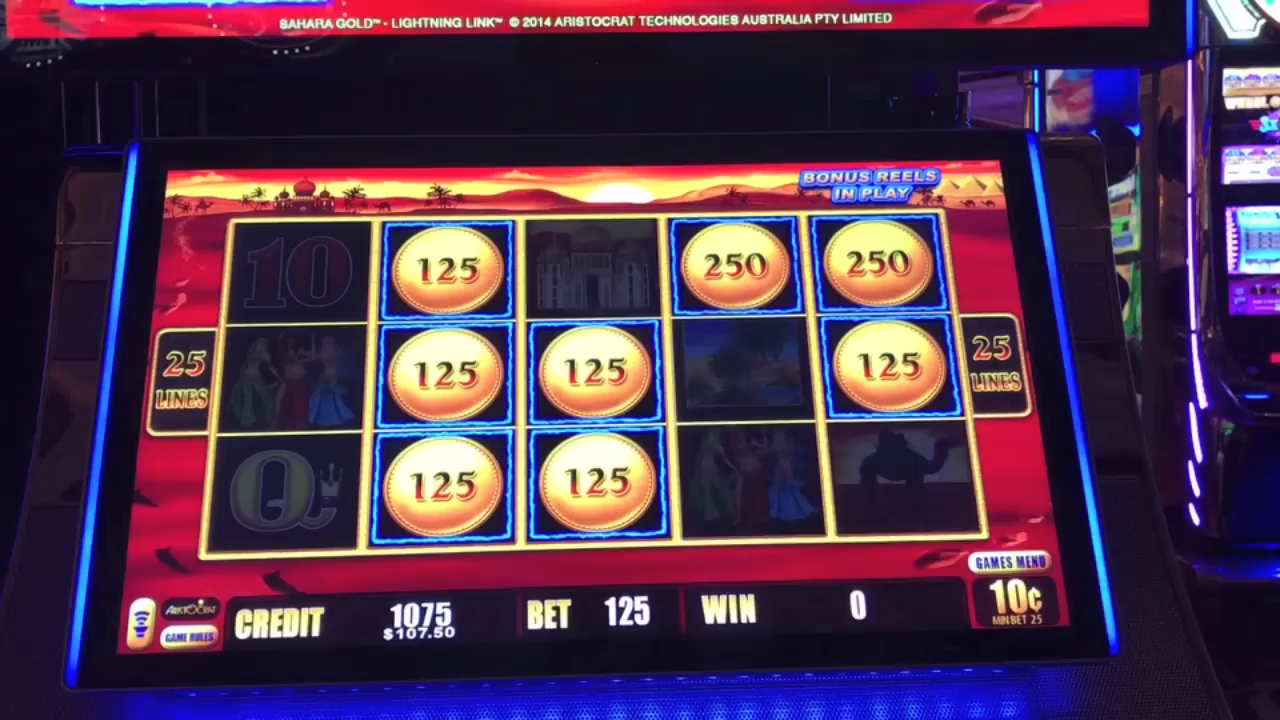 SAHARA GOLD™ - LIGHTNING LINK™ © 2014 ARISTOCRAT TECHNOLOGIES AUSTRALIA PTY LIMITED
BONUS REELS
IN PLAY
10
125
250
250
25
LINES
125
125
125
25
LINES
Q
125
125
GAMES MENU
ARISTOCRAT
GAME RULES
CREDIT
1075
$107.50
BET
125
WIN
0
10¢
MIN BET 25